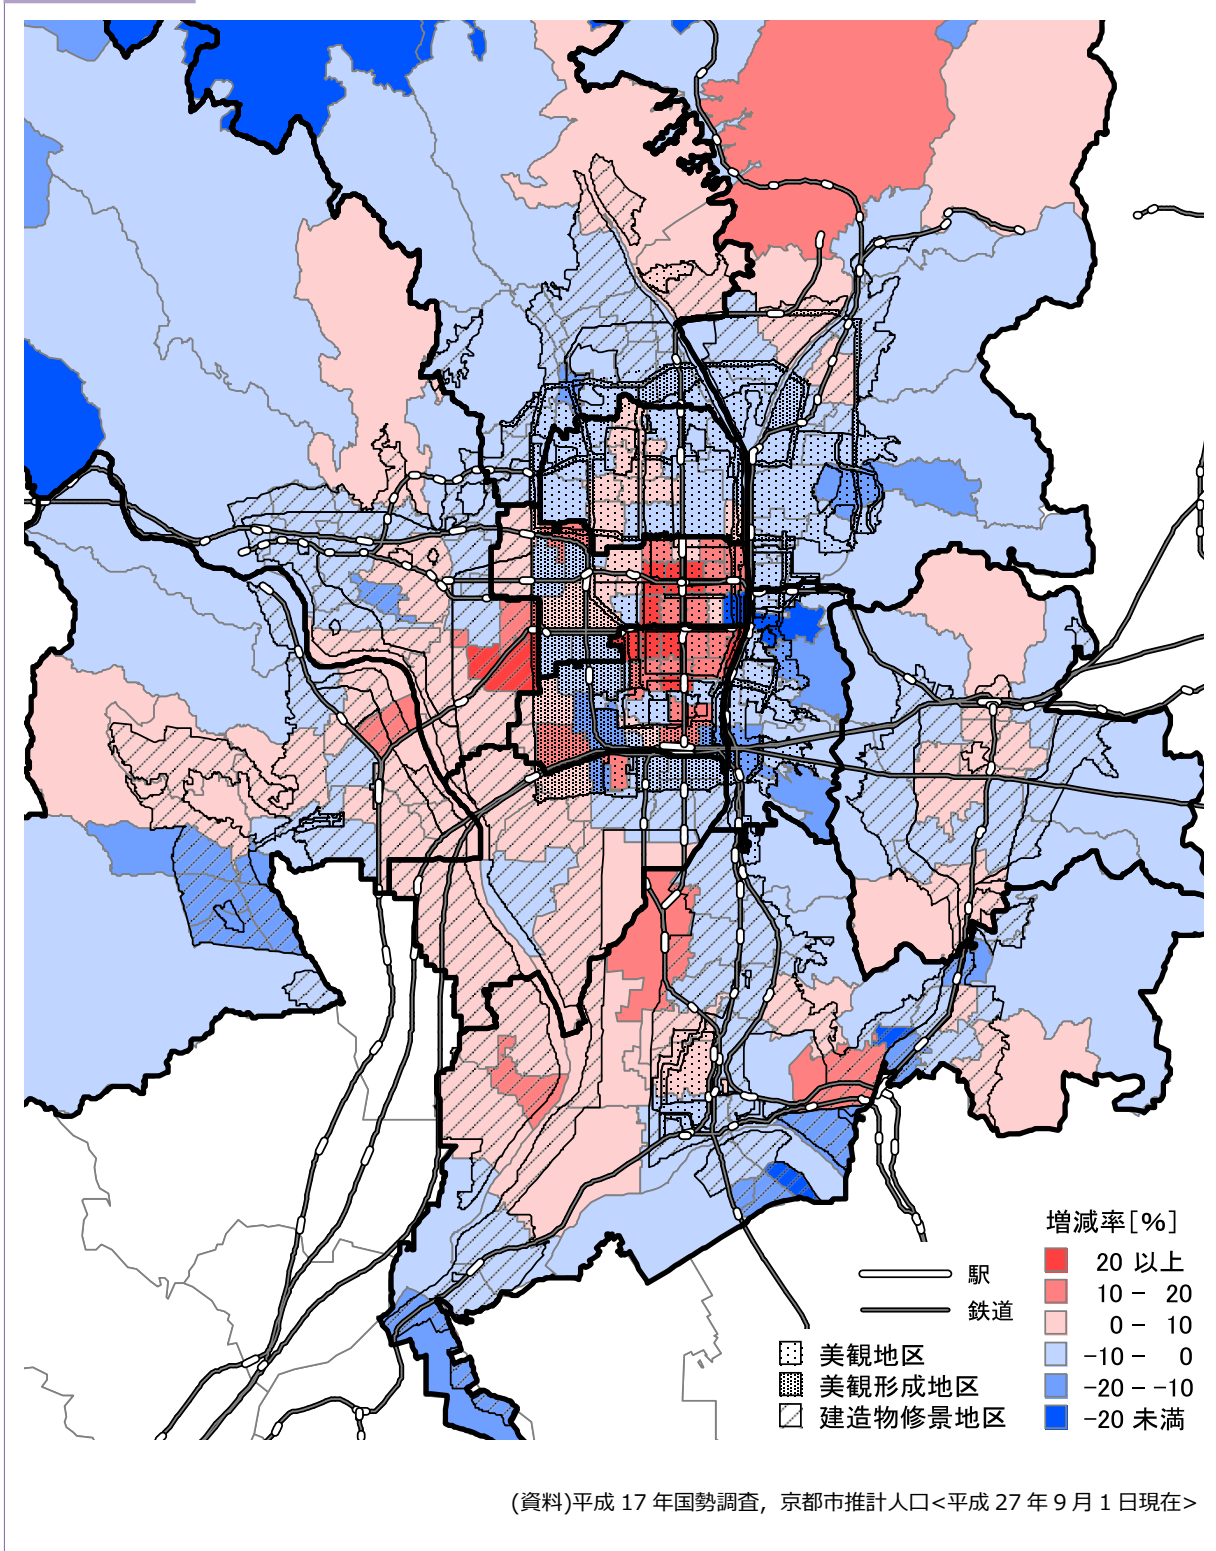 増減率[%]
20 以上
10 − 20
0 − 10
−10 − 0
−20 − −10
−20 未満
駅
鉄道
美観地区
美観形成地区
建造物修景地区
(資料)平成 17 年国勢調査，京都市推計人口<平成 27 年 9 月 1 日現在>